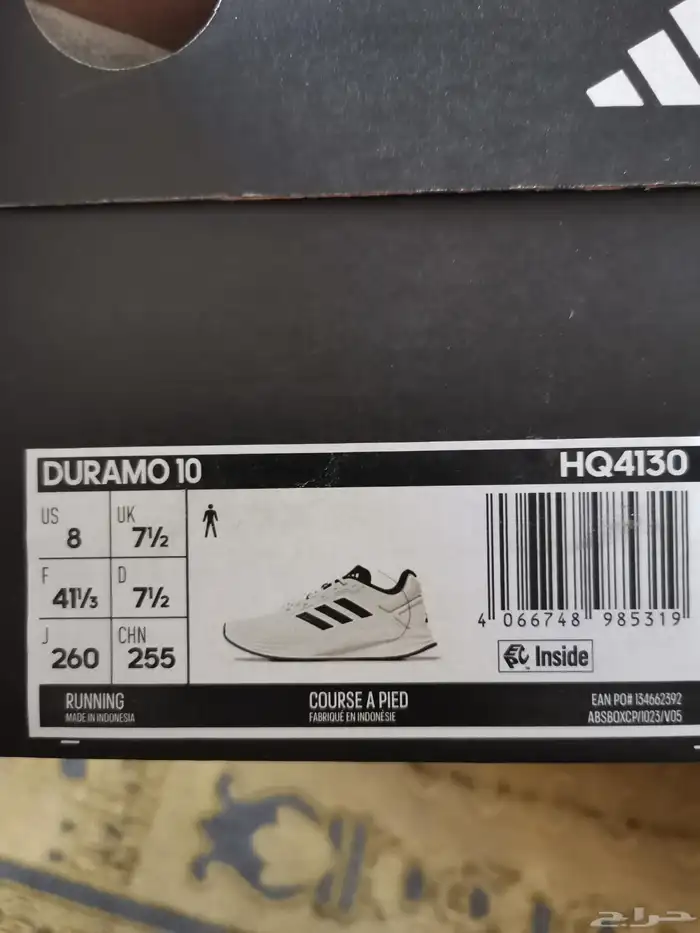 DURAMO 10 HQ4130
US 8 UK 7½
F 41⅓ D 7½
J 260 CHN 255
4 066748 985319
EPC Inside
RUNNING
MADE IN INDONESIA
COURSE A PIED
FABRIQUÉ EN INDONÉSIE
EAN PO# 134662392
ABSBOXCP/1023/V05
حراج